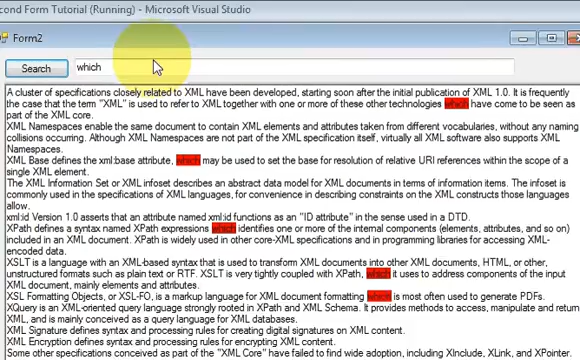 cond Form Tutorial (Running) - Microsoft Visual Studio
Form2
Search which
A cluster of specifications closely related to XML have been developed, starting soon after the initial publication of XML 1.0. It is frequently
the case that the term "XML" is used to refer to XML together with one or more of these other technologies which have come to be seen as
part of the XML core.
XML Namespaces enable the same document to contain XML elements and attributes taken from different vocabularies, without any naming
collisions occurring. Although XML Namespaces are not part of the XML specification itself, virtually all XML software also supports XML
Namespaces.
XML Base defines the xml:base attribute, which may be used to set the base for resolution of relative URI references within the scope of a
single XML element.
The XML Information Set or XML infoset describes an abstract data model for XML documents in terms of information items. The infoset is
commonly used in the specifications of XML languages, for convenience in describing constraints on the XML constructs those languages
allow.
xml:id Version 1.0 asserts that an attribute named xml:id functions as an "ID attribute" in the sense used in a DTD.
XPath defines a syntax named XPath expressions which identifies one or more of the internal components (elements, attributes, and so on)
included in an XML document. XPath is widely used in other core-XML specifications and in programming libraries for accessing XML-
encoded data.
XSLT is a language with an XML-based syntax that is used to transform XML documents into other XML documents, HTML, or other,
unstructured formats such as plain text or RTF. XSLT is very tightly coupled with XPath, which it uses to address components of the input
XML document, mainly elements and attributes.
XSL Formatting Objects, or XSL-FO, is a markup language for XML document formatting which is most often used to generate PDFs.
XQuery is an XML-oriented query language strongly rooted in XPath and XML Schema. It provides methods to access, manipulate and return
XML, and is mainly conceived as a query language for XML databases.
XML Signature defines syntax and processing rules for creating digital signatures on XML content.
XML Encryption defines syntax and processing rules for encrypting XML content.
Some other specifications conceived as part of the "XML Core" have failed to find wide adoption, including XInclude, XLink, and XPointer.